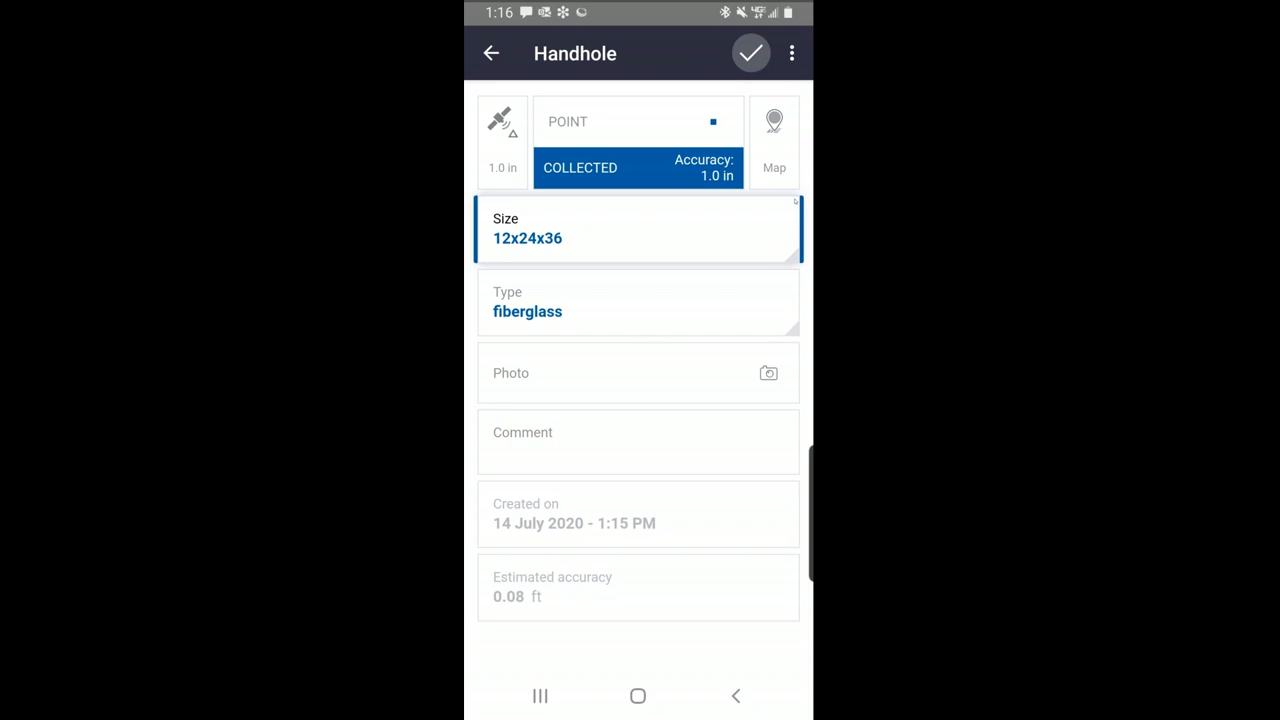 1:16
Handhole
1.0 in
POINT
COLLECTED
Accuracy:
1.0 in
Map
Size
12x24x36
Type
fiberglass
Photo
Comment
Created on
14 July 2020 - 1:15 PM
Estimated accuracy
0.08 ft